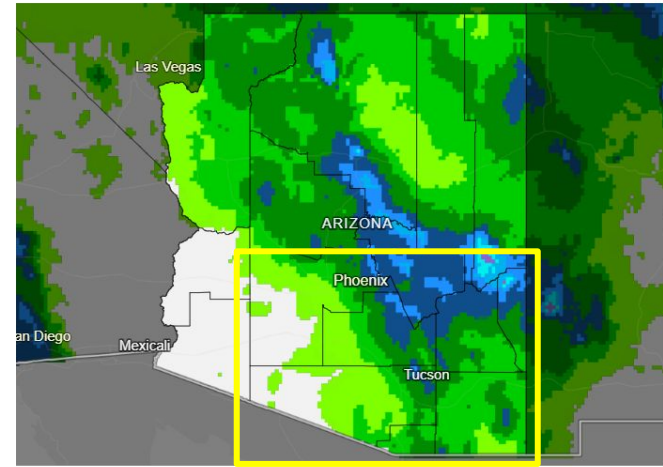 Las Vegas
ARIZONA
Phoenix
an Diego
Mexicali
Tucson